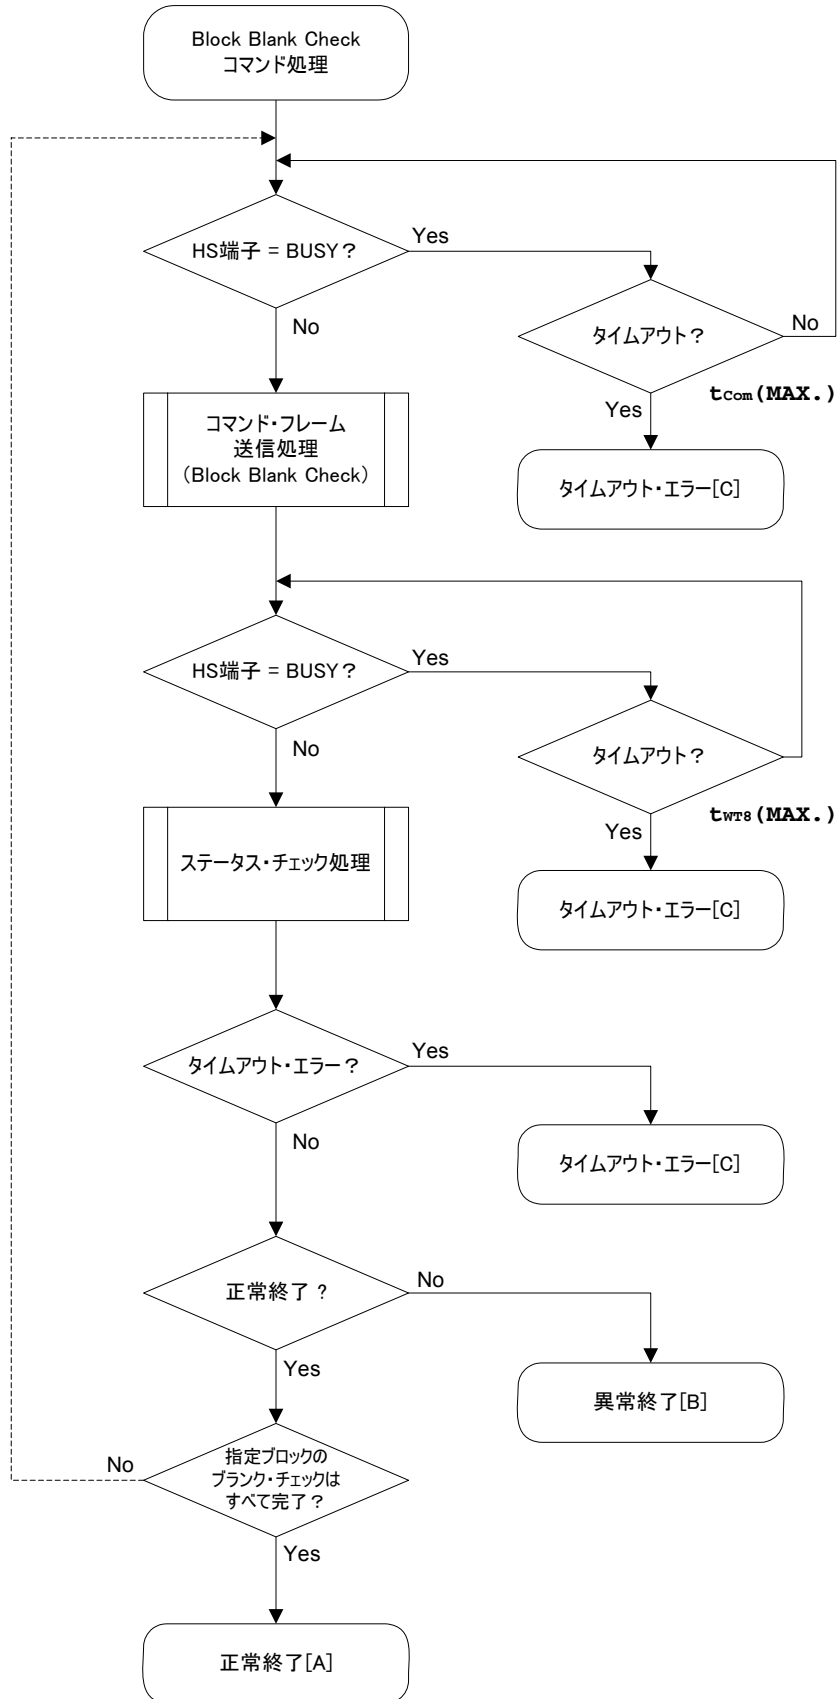 Block Blank Check
コマンド処理
HS端子 = BUSY？
Yes
No
タイムアウト？
No
tCom(MAX.)
Yes
タイムアウト・エラー[C]
コマンド・フレーム
送信処理
（Block Blank Check）
HS端子 = BUSY？
Yes
No
タイムアウト？
tWT8(MAX.)
Yes
タイムアウト・エラー[C]
ステータス・チェック処理
タイムアウト・エラー？
Yes
No
タイムアウト・エラー[C]
正常終了 ?
No
Yes
異常終了[B]
指定ブロックの
ブランク・チェックは
すべて完了？
No
Yes
正常終了[A]